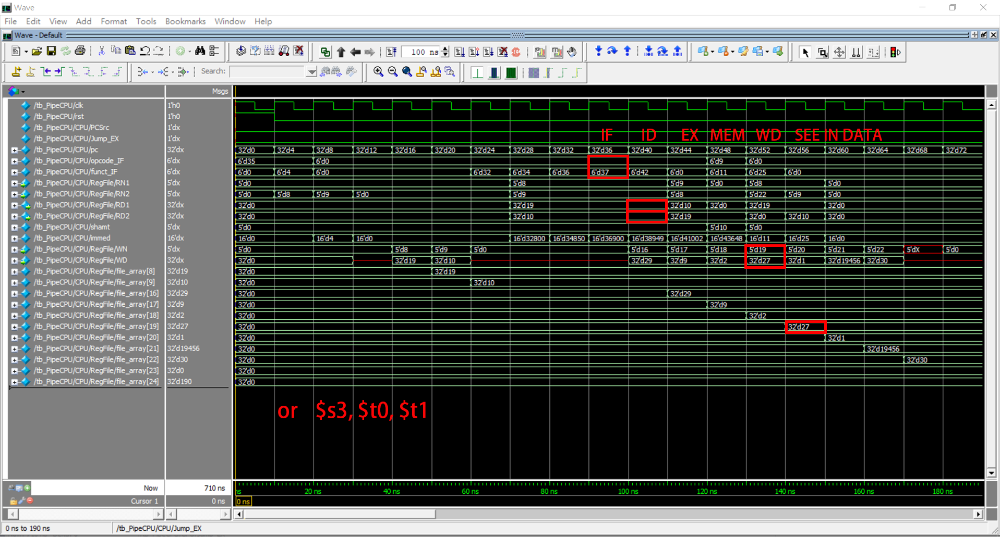 Wave
File Edit View Add Format Tools Bookmarks Window Help
Wave - Default
100 ns
Search:
Msgs
/tb_PipeCPU/clk 1'h0
/tb_PipeCPU/rst 1'h0
/tb_PipeCPU/CPU/PCSrc 1'dx
IF ID EX MEM WD SEE IN DATA
/tb_PipeCPU/CPU/Jump_EX 1'dx
/tb_PipeCPU/CPU/pc 32'dx 32'd0 32'd4 32'd8 32'd12 32'd16 32'd20 32'd24 32'd28 32'd32 32'd36 32'd40 32'd44 32'd48 32'd52 32'd56 32'd60 32'd64 32'd68 32'd72
/tb_PipeCPU/CPU/opcode_IF 6'dx 6'd35 6'd0 6'd9 6'd0
/tb_PipeCPU/CPU/funct_IF 6'dx 6'd0 6'd4 6'd0 6'd32 6'd34 6'd36 6'd37 6'd42 6'd0 6'd11 6'd25 6'd0
/tb_PipeCPU/CPU/RegFile/RN1 5'dx 5'd0 5'd8 5'd9 5'd0 5'd8 5'd0
/tb_PipeCPU/CPU/RegFile/RN2 5'dx 5'd0 5'd8 5'd9 5'd0 5'd9 5'd8 5'd22 5'd9 5'd0
/tb_PipeCPU/CPU/RegFile/RD1 32'dx 32'd0 32'd19 32'd10 32'd0 32'd19 32'd0
/tb_PipeCPU/CPU/RegFile/RD2 32'dx 32'd0 32'd10 32'd19 32'd0 32'd10 32'd0
/tb_PipeCPU/CPU/shamt 5'dx 5'd0 5'd10 5'd0
/tb_PipeCPU/CPU/immed 16'dx 16'd0 16'd4 16'd0 16'd32800 16'd34850 16'd36900 16'd38949 16'd41002 16'd43648 16'd11 16'd25 16'd0
/tb_PipeCPU/CPU/RegFile/WN 5'dx 5'd0 5'd8 5'd9 5'd0 5'd16 5'd17 5'd18 5'd19 5'd20 5'd21 5'd22 5'dX 5'd0
/tb_PipeCPU/CPU/RegFile/WD 32'dx 32'd0 32'd19 32'd10 32'd29 32'd9 32'd2 32'd27 32'd1 32'd19456 32'd30
/tb_PipeCPU/CPU/RegFile/file_array[8] 32'd19 32'd0 32'd19
/tb_PipeCPU/CPU/RegFile/file_array[9] 32'd10 32'd0 32'd10
/tb_PipeCPU/CPU/RegFile/file_array[16] 32'd29 32'd0 32'd29
/tb_PipeCPU/CPU/RegFile/file_array[17] 32'd9 32'd0 32'd9
/tb_PipeCPU/CPU/RegFile/file_array[18] 32'd2 32'd0 32'd2
/tb_PipeCPU/CPU/RegFile/file_array[19] 32'd27 32'd0 32'd27
/tb_PipeCPU/CPU/RegFile/file_array[20] 32'd1 32'd0 32'd1
/tb_PipeCPU/CPU/RegFile/file_array[21] 32'd19456 32'd0 32'd19456
/tb_PipeCPU/CPU/RegFile/file_array[22] 32'd30 32'd0 32'd30
/tb_PipeCPU/CPU/RegFile/file_array[23] 32'd0 32'd0
/tb_PipeCPU/CPU/RegFile/file_array[24] 32'd190 32'd0
or $s3, $t0, $t1
Now 710 ns ns 20 ns 40 ns 60 ns 80 ns 100 ns 120 ns 140 ns 160 ns 180 ns
Cursor 1 0 ns 0 ns
0 ns to 190 ns /tb_PipeCPU/CPU/Jump_EX